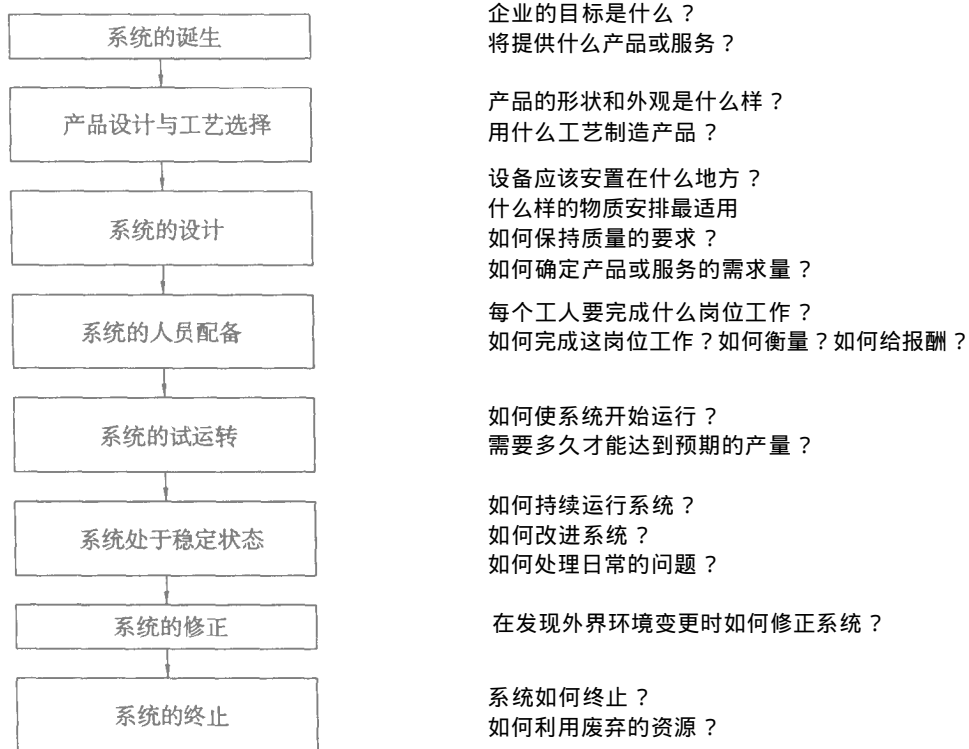 系统的诞生
企业的目标是什么？
将提供什么产品或服务？
产品设计与工艺选择
产品的形状和外观是什么样？
用什么工艺制造产品？
系统的设计
设备应该安置在什么地方？
什么样的物质安排最适用
如何保持质量的要求？
如何确定产品或服务的需求量？
系统的人员配备
每个工人要完成什么岗位工作？
如何完成这岗位工作？如何衡量？如何给报酬？
系统的试运转
如何使系统开始运行？
需要多久才能达到预期的产量？
系统处于稳定状态
如何持续运行系统？
如何改进系统？
如何处理日常的问题？
系统的修正
在发现外界环境变更时如何修正系统？
系统的终止
系统如何终止？
如何利用废弃的资源？